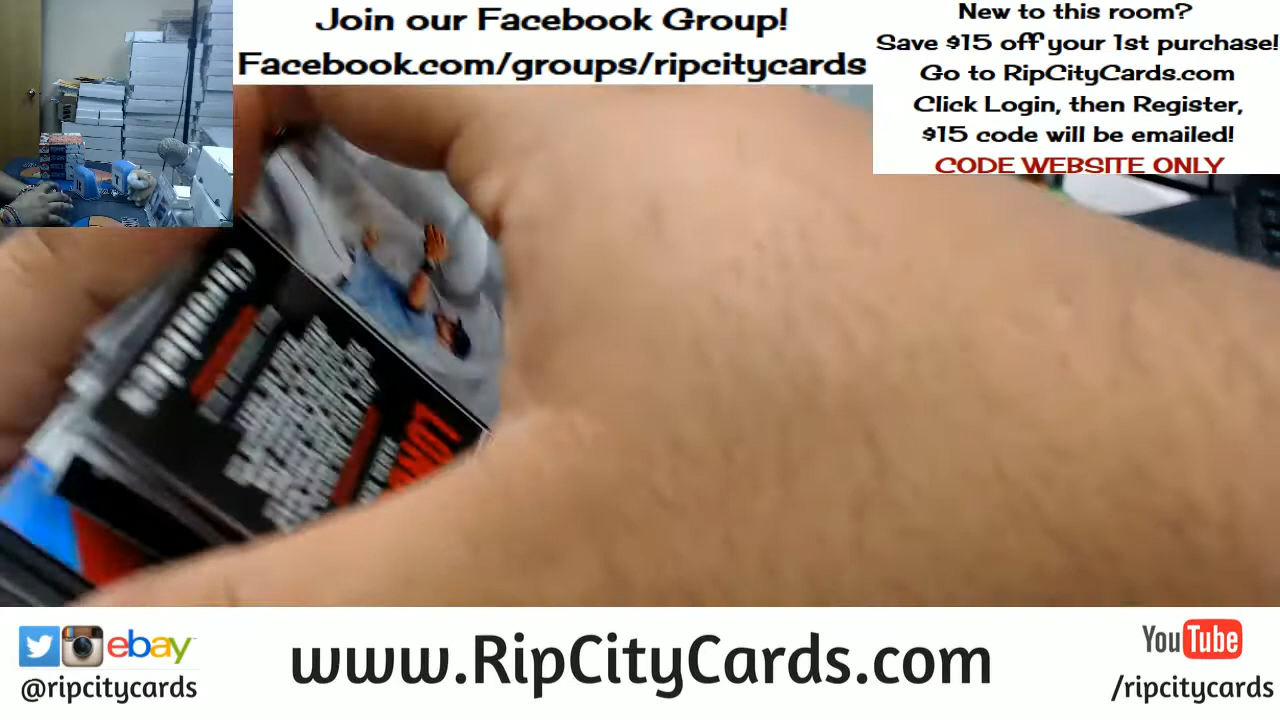 Join our Facebook Group!
Facebook.com/groups/ripcitycards
New to this room?
Save $15 off your 1st purchase!
Go to RipCityCards.com
Click Login, then Register,
$15 code will be emailed!
CODE WEBSITE ONLY
ebay
@ripcitycards
www.RipCityCards.com
YouTube
/ripcitycards